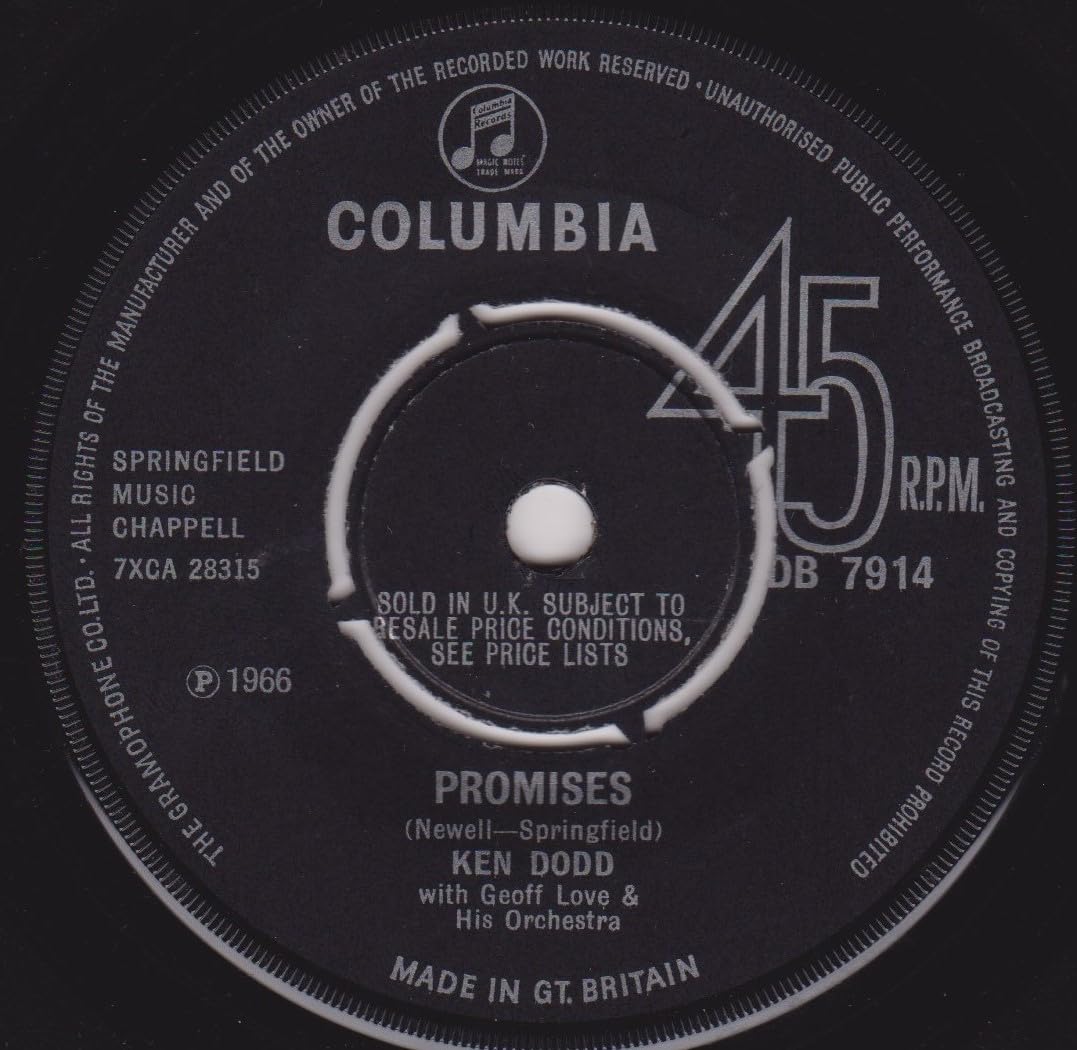 THE GRAMOPHONE CO. LTD. · ALL RIGHTS OF THE MANUFACTURER AND OF THE OWNER OF THE RECORDED WORK RESERVED · UNAUTHORISED PUBLIC PERFORMANCE BROADCASTING AND COPYING OF THIS RECORD PROHIBITED
Columbia
Records
MAGIC NOTES
TRADE MARK
COLUMBIA
45
R.P.M.
SPRINGFIELD
MUSIC
CHAPPELL
7XCA 28315
DB 7914
SOLD IN U.K. SUBJECT TO
RESALE PRICE CONDITIONS,
SEE PRICE LISTS
℗ 1966
PROMISES
(Newell—Springfield)
KEN DODD
with Geoff Love &
His Orchestra
MADE IN GT. BRITAIN